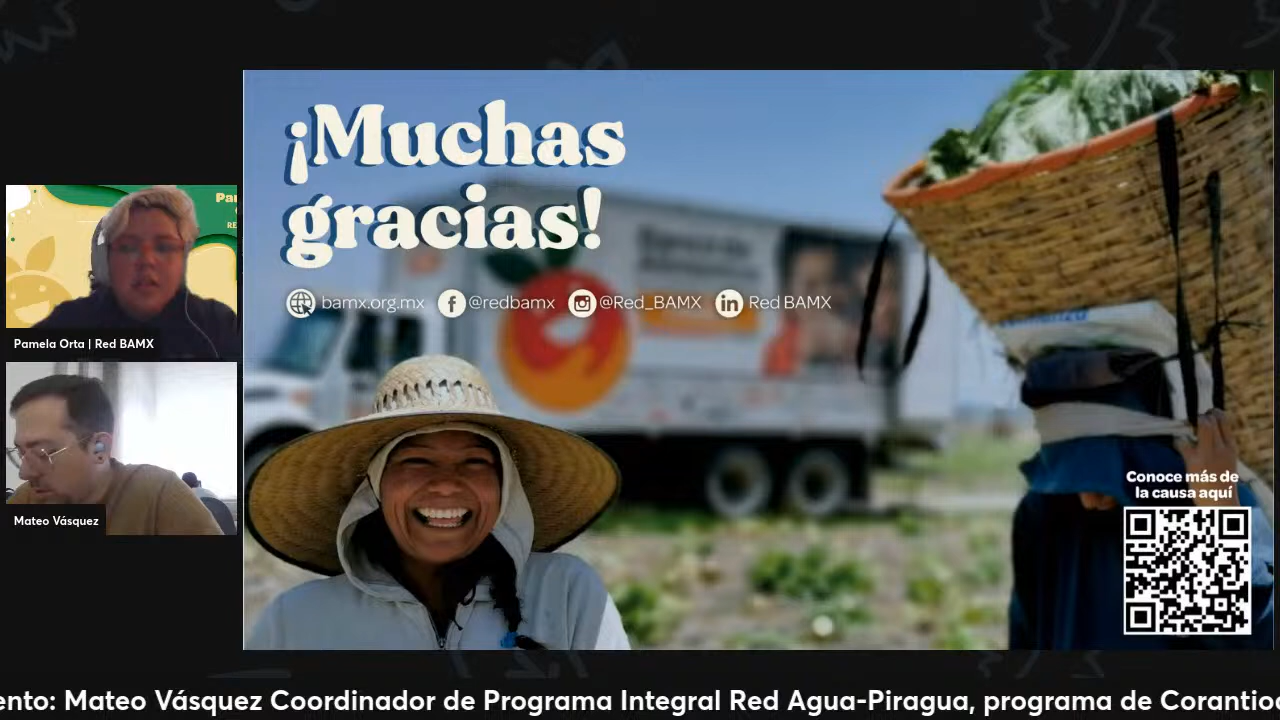 ¡Muchas
gracias!
bamx.org.mx @redbamx @Red_BAMX Red BAMX
Pamela Orta | Red BAMX
Mateo Vásquez
Conoce más de
la causa aquí
ento: Mateo Vásquez Coordinador de Programa Integral Red Agua-Piragua, programa de Corantio